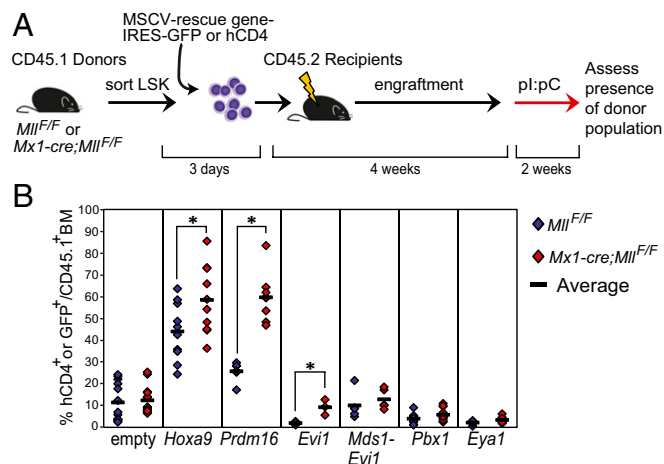 A
MSCV-rescue gene-
IRES-GFP or hCD4
CD45.1 Donors
sort LSK
CD45.2 Recipients
engraftment
pI:pC
Assess
presence
of donor
population
Mll^F/F or
Mx1-cre;Mll^F/F
3 days
4 weeks
2 weeks
B
% hCD4+ or GFP+/CD45.1+BM
100
90
80
70
60
50
40
30
20
10
0
*
*
*
empty
Hoxa9
Prdm16
Evi1
Mds1-
Evi1
Pbx1
Eya1
Mll^F/F
Mx1-cre;Mll^F/F
Average